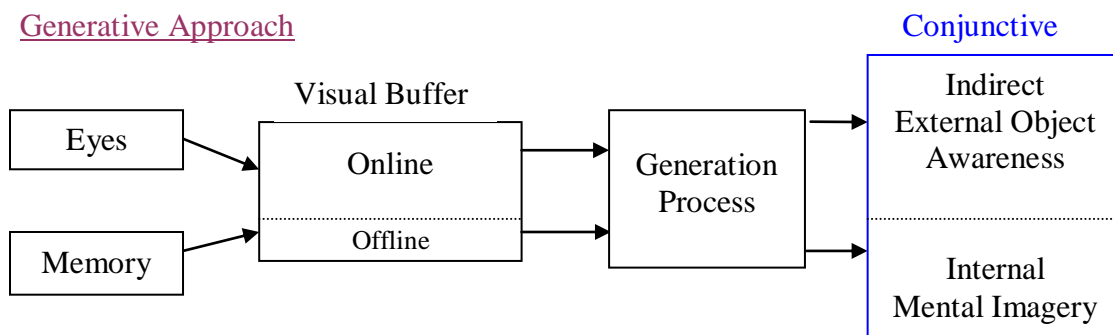 Generative Approach
Conjunctive
Visual Buffer
Eyes
Memory
Online
Offline
Generation
Process
Indirect
External Object
Awareness
Internal
Mental Imagery